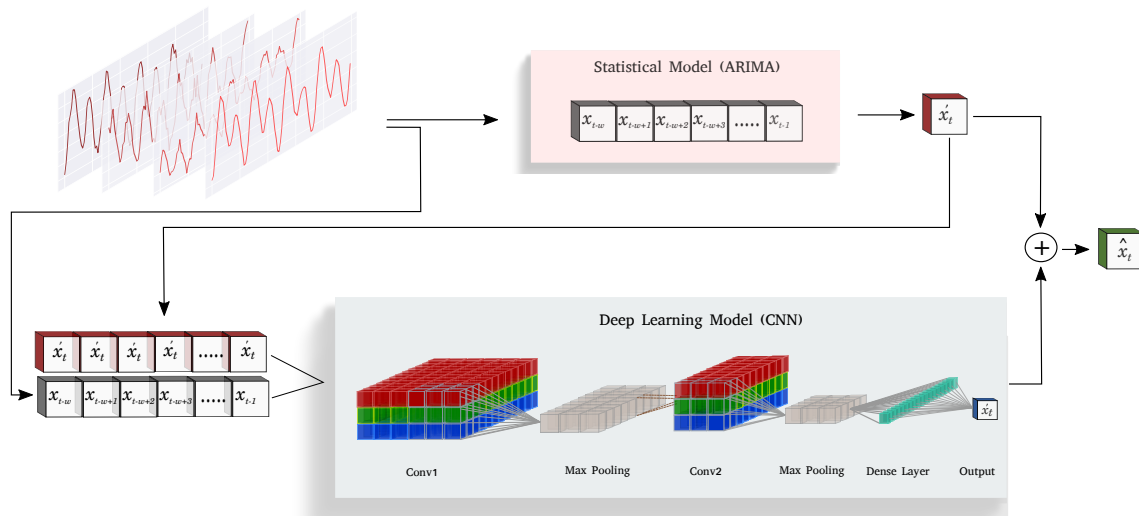 Statistical Model (ARIMA)
x_{t-w} x_{t-w+1} x_{t-w+2} x_{t-w+3} ..... x_{t-1}
x́_t
+
x̂_t
x́_t x́_t x́_t x́_t ..... x́_t
x_{t-w} x_{t-w+1} x_{t-w+2} x_{t-w+3} ..... x_{t-1}
Deep Learning Model (CNN)
x́_t
Conv1 Max Pooling Conv2 Max Pooling Dense Layer Output